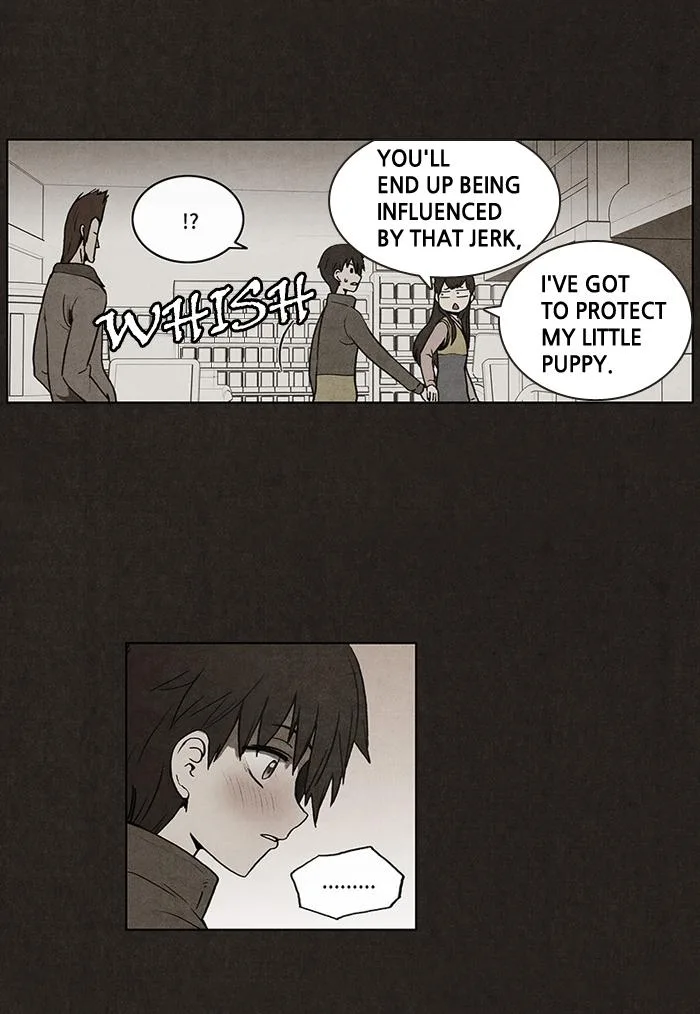 !?
WHISH
YOU'LL
END UP BEING
INFLUENCED
BY THAT JERK,
I'VE GOT
TO PROTECT
MY LITTLE
PUPPY.
.........